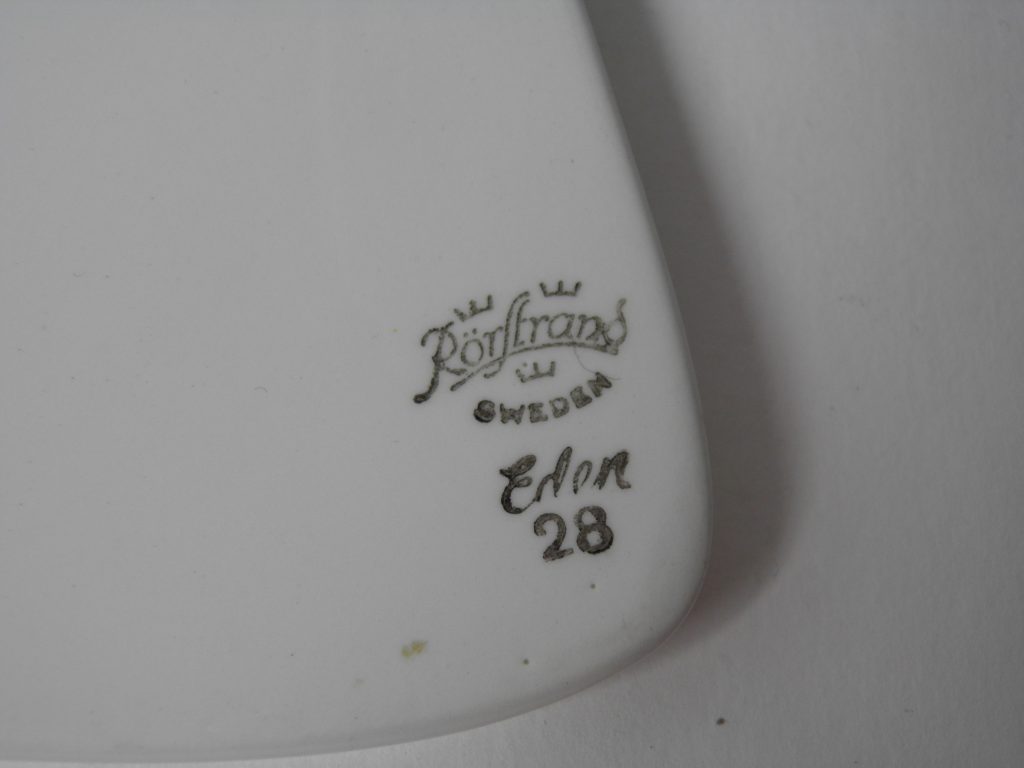 Rörstrand
SWEDEN
Eden
28